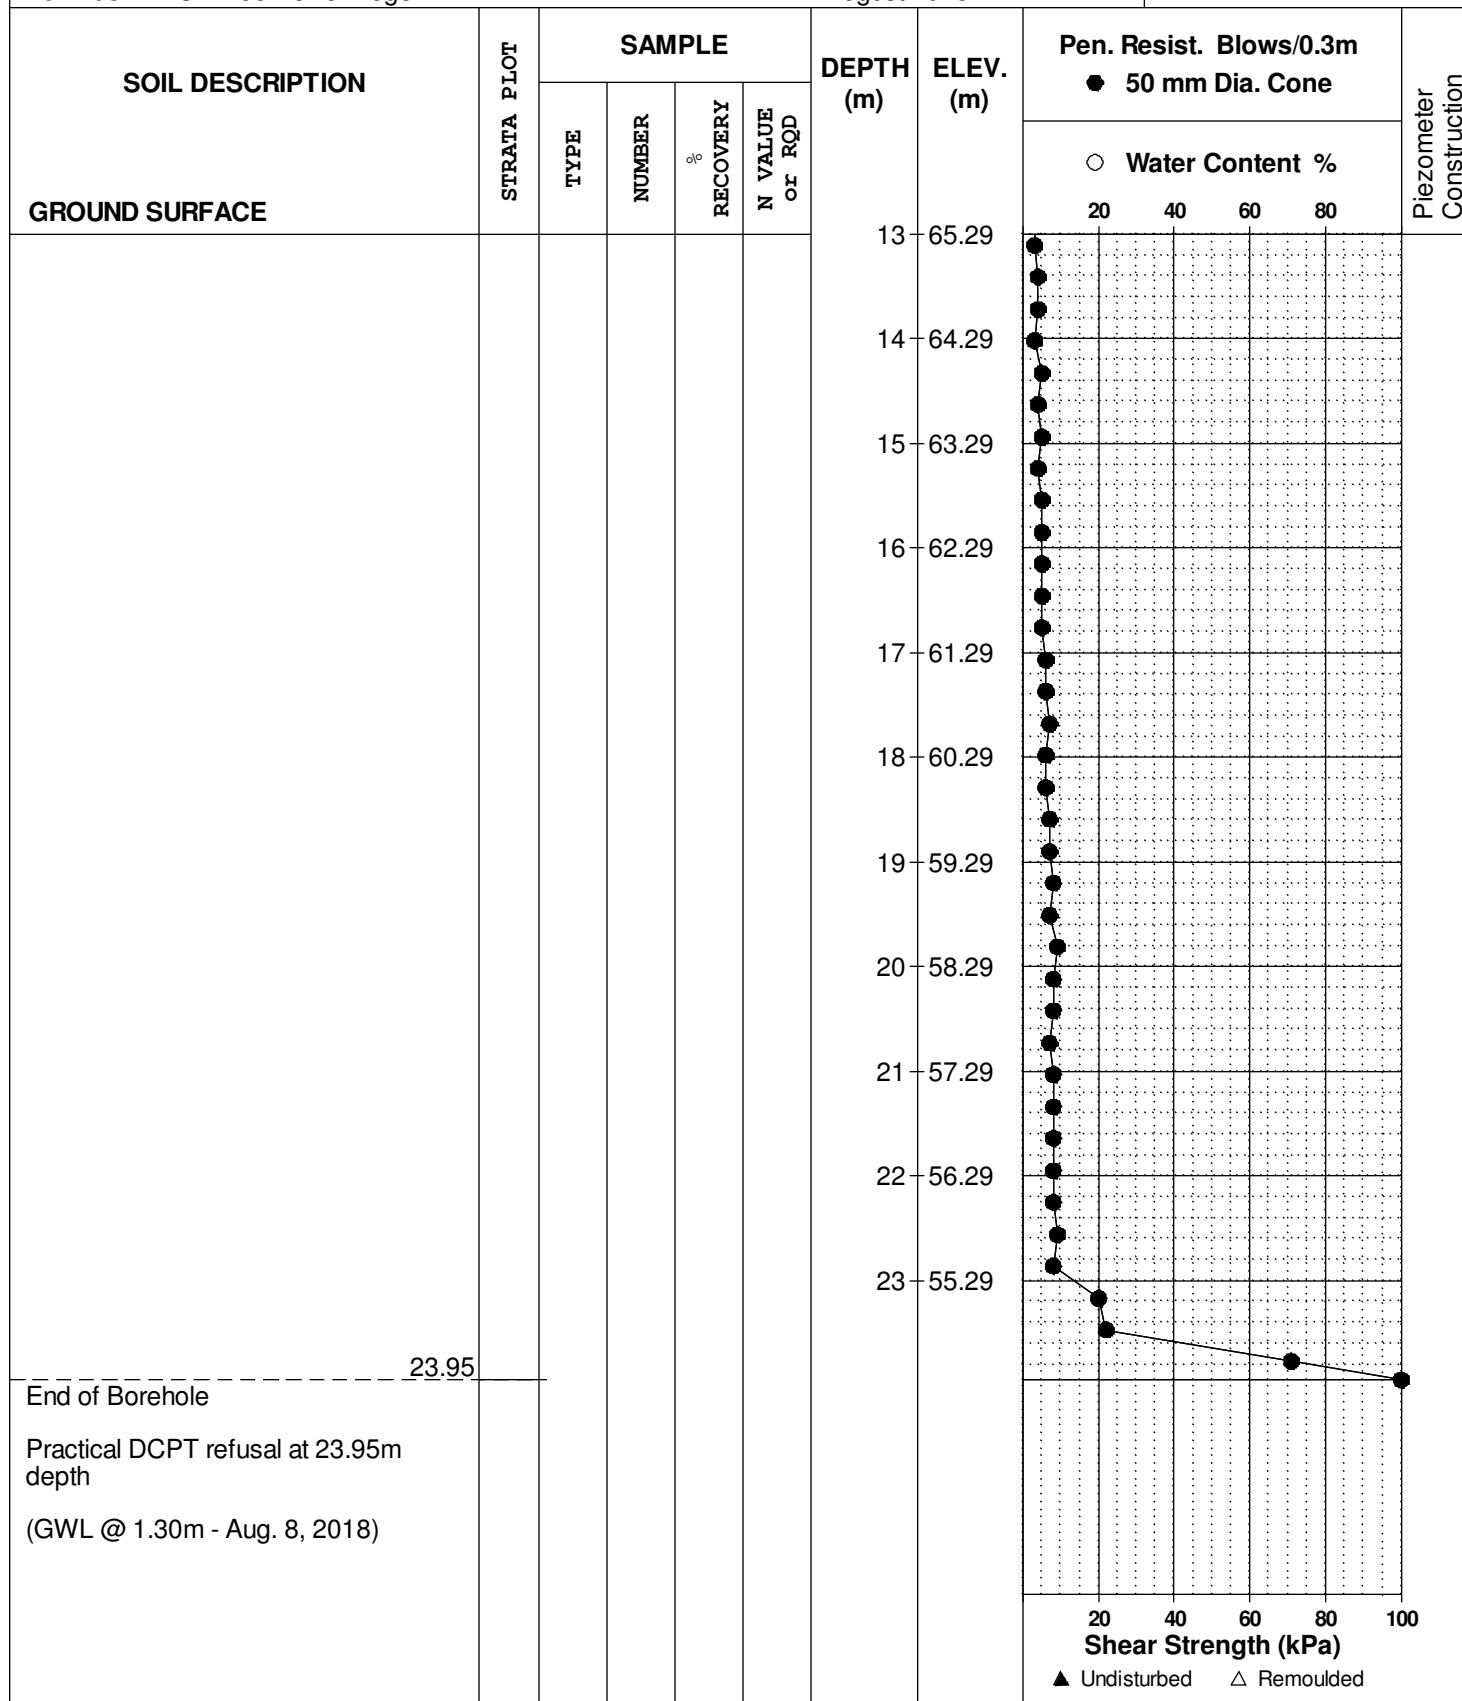 SOIL DESCRIPTION
GROUND SURFACE
STRATA PLOT
SAMPLE
TYPE
NUMBER
%
RECOVERY
N VALUE
or RQD
DEPTH
(m)
ELEV.
(m)
Pen. Resist. Blows/0.3m
● 50 mm Dia. Cone
○ Water Content %
20 40 60 80
Piezometer
Construction
13 65.29
14 64.29
15 63.29
16 62.29
17 61.29
18 60.29
19 59.29
20 58.29
21 57.29
22 56.29
23 55.29
23.95
End of Borehole
Practical DCPT refusal at 23.95m
depth
(GWL @ 1.30m - Aug. 8, 2018)
20 40 60 80 100
Shear Strength (kPa)
▲ Undisturbed △ Remoulded